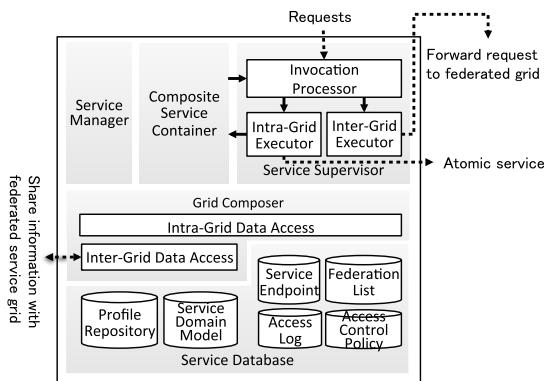 Requests
Forward request
to federated grid
Invocation
Processor
Composite
Service
Container
Service
Manager
Intra-Grid
Executor
Inter-Grid
Executor
Atomic service
Service Supervisor
Share information with
federated service grid
Grid Composer
Intra-Grid Data Access
Inter-Grid Data Access
Service
Endpoint
Federation
List
Profile
Repository
Service
Domain
Model
Access
Log
Access
Control
Policy
Service Database